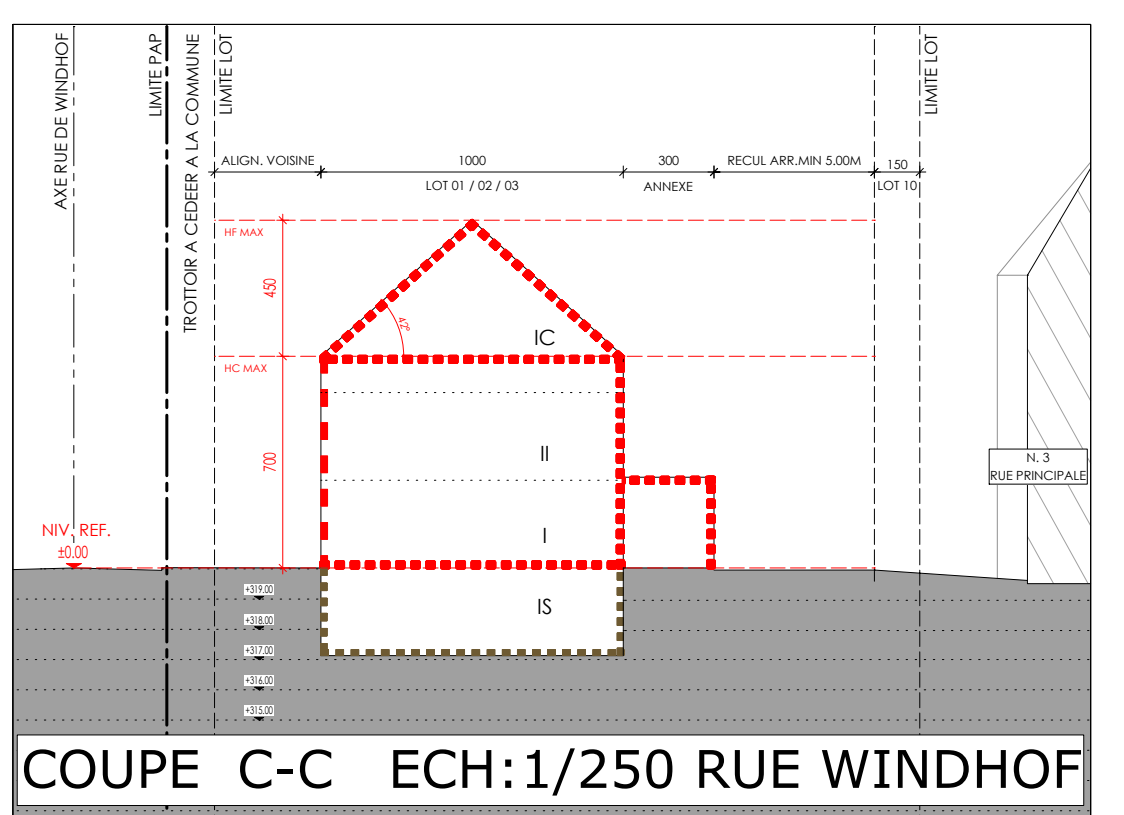 AXE RUE DE WINDHOF
LIMITE PAP
TROTTOIR A CEDEER A LA COMMUNE
LIMITE LOT
LIMITE LOT
ALIGN. VOISINE
1000
300
RECUL ARR.MIN 5.00M
150
LOT 01 / 02 / 03
ANNEXE
LOT 10
HF MAX
450
42°
IC
HC MAX
700
II
N. 3
RUE PRINCIPALE
NIV. REF.
±0.00
I
+319.00
IS
+318.00
+317.00
+316.00
+315.00
COUPE C-C ECH:1/250 RUE WINDHOF